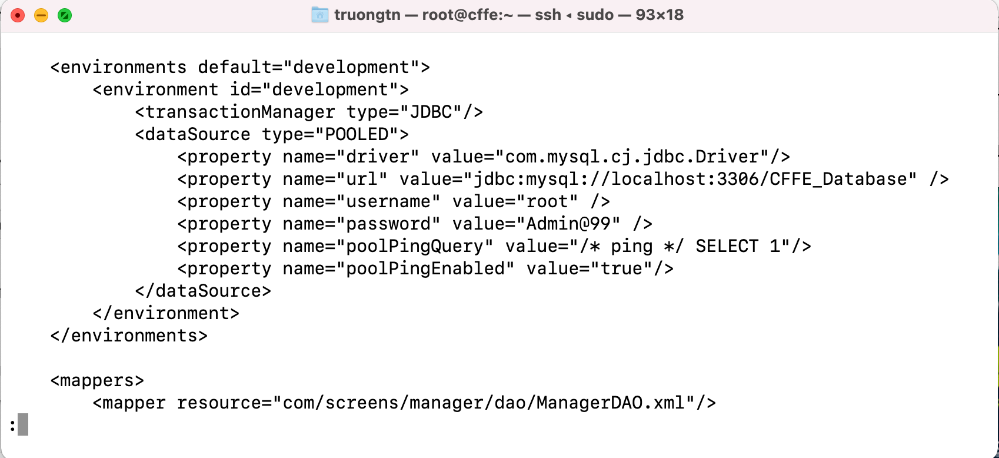 truongtn — root@cffe:~ — ssh ◂ sudo — 93×18
<environments default="development">
<environment id="development">
<transactionManager type="JDBC"/>
<dataSource type="POOLED">
<property name="driver" value="com.mysql.cj.jdbc.Driver"/>
<property name="url" value="jdbc:mysql://localhost:3306/CFFE_Database" />
<property name="username" value="root" />
<property name="password" value="Admin@99" />
<property name="poolPingQuery" value="/* ping */ SELECT 1"/>
<property name="poolPingEnabled" value="true"/>
</dataSource>
</environment>
</environments>
<mappers>
<mapper resource="com/screens/manager/dao/ManagerDAO.xml"/>
: